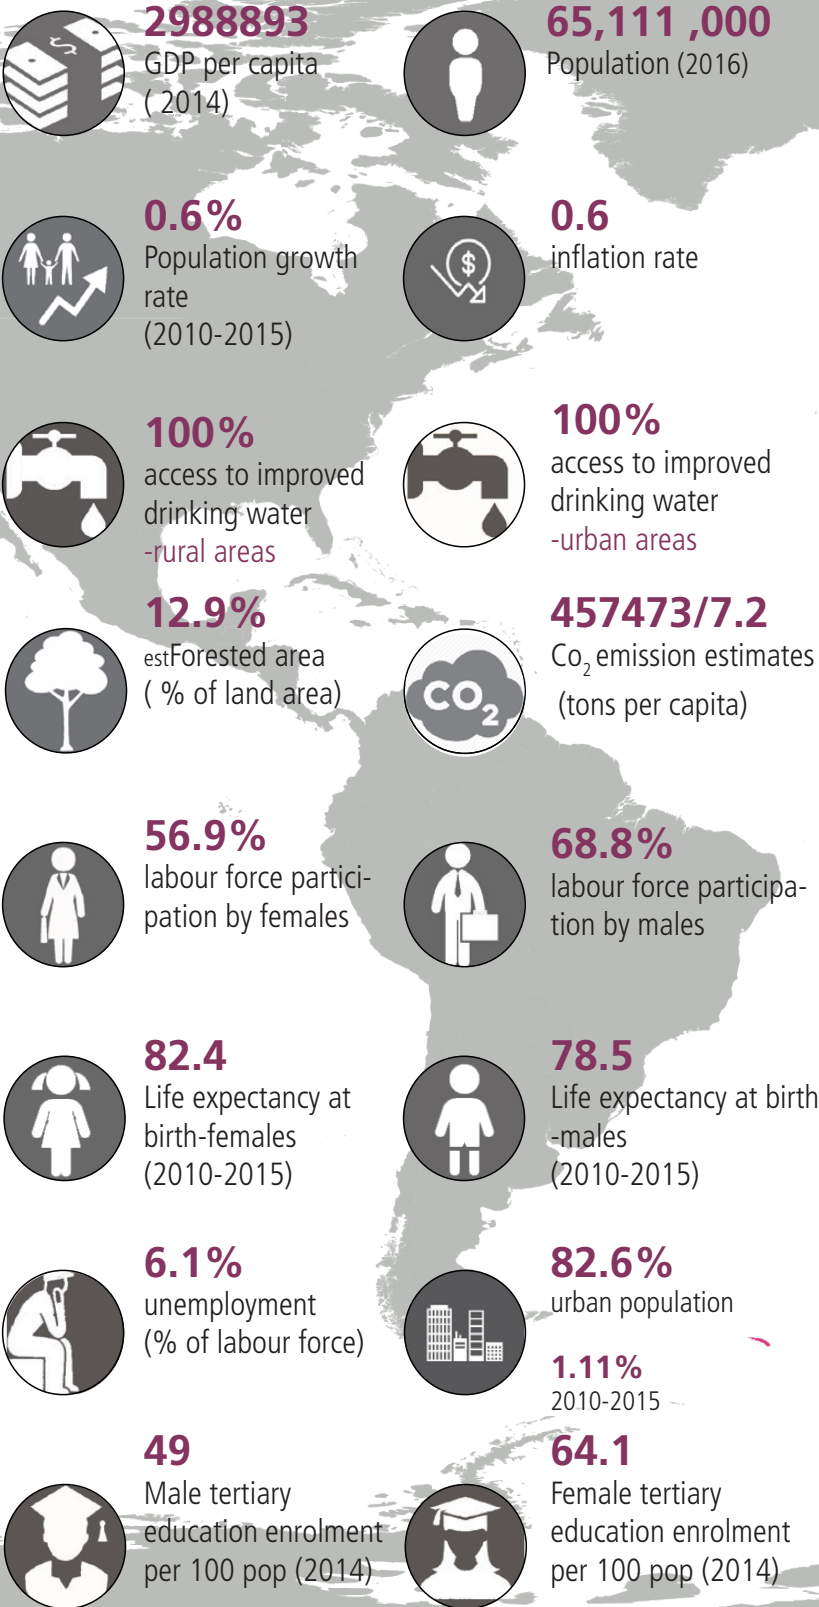 2988893
GDP per capita
( 2014)
65,111 ,000
Population (2016)
0.6%
Population growth
rate
(2010-2015)
0.6
inflation rate
100%
access to improved
drinking water
-rural areas
100%
access to improved
drinking water
-urban areas
12.9%
estForested area
( % of land area)
457473/7.2
Co2 emission estimates
(tons per capita)
CO2
56.9%
labour force partici-
pation by females
68.8%
labour force participa-
tion by males
82.4
Life expectancy at
birth-females
(2010-2015)
78.5
Life expectancy at birth
-males
(2010-2015)
6.1%
unemployment
(% of labour force)
82.6%
urban population
1.11%
2010-2015
49
Male tertiary
education enrolment
per 100 pop (2014)
64.1
Female tertiary
education enrolment
per 100 pop (2014)